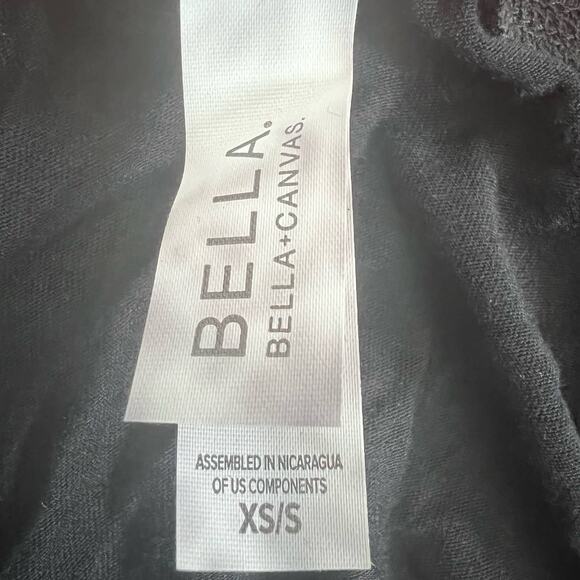 BELLA.
BELLA+CANVAS.
ASSEMBLED IN NICARAGUA
OF US COMPONENTS
XS/S